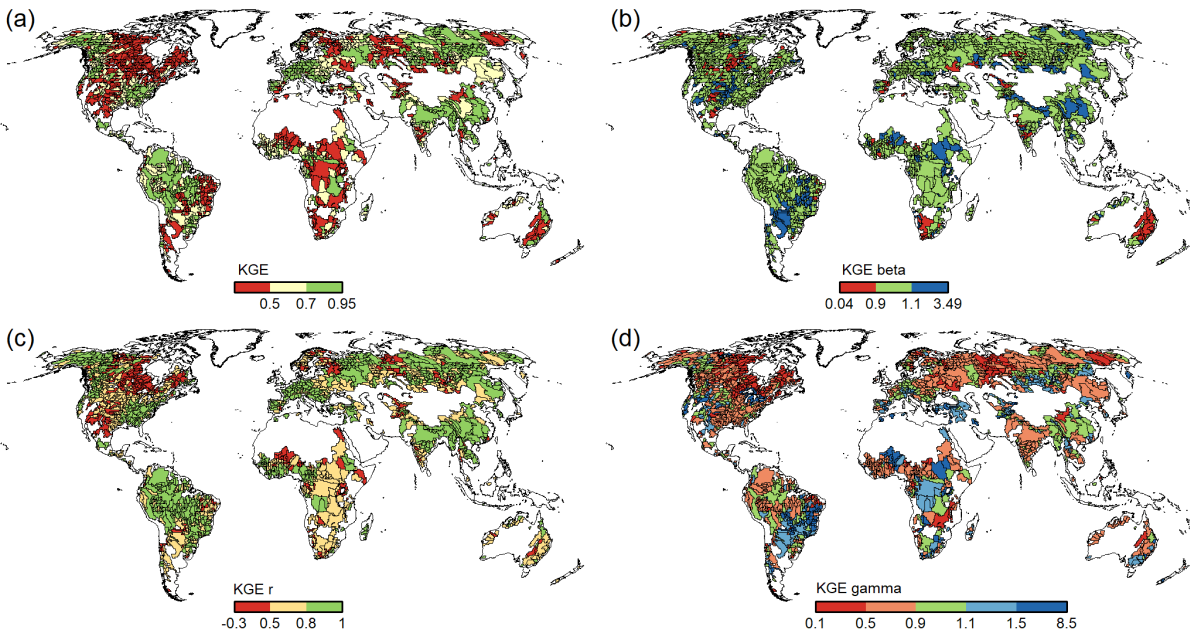 (a)
(b)
KGE
0.5 0.7 0.95
KGE beta
0.04 0.9 1.1 3.49
(c)
(d)
KGE r
-0.3 0.5 0.8 1
KGE gamma
0.1 0.5 0.9 1.1 1.5 8.5